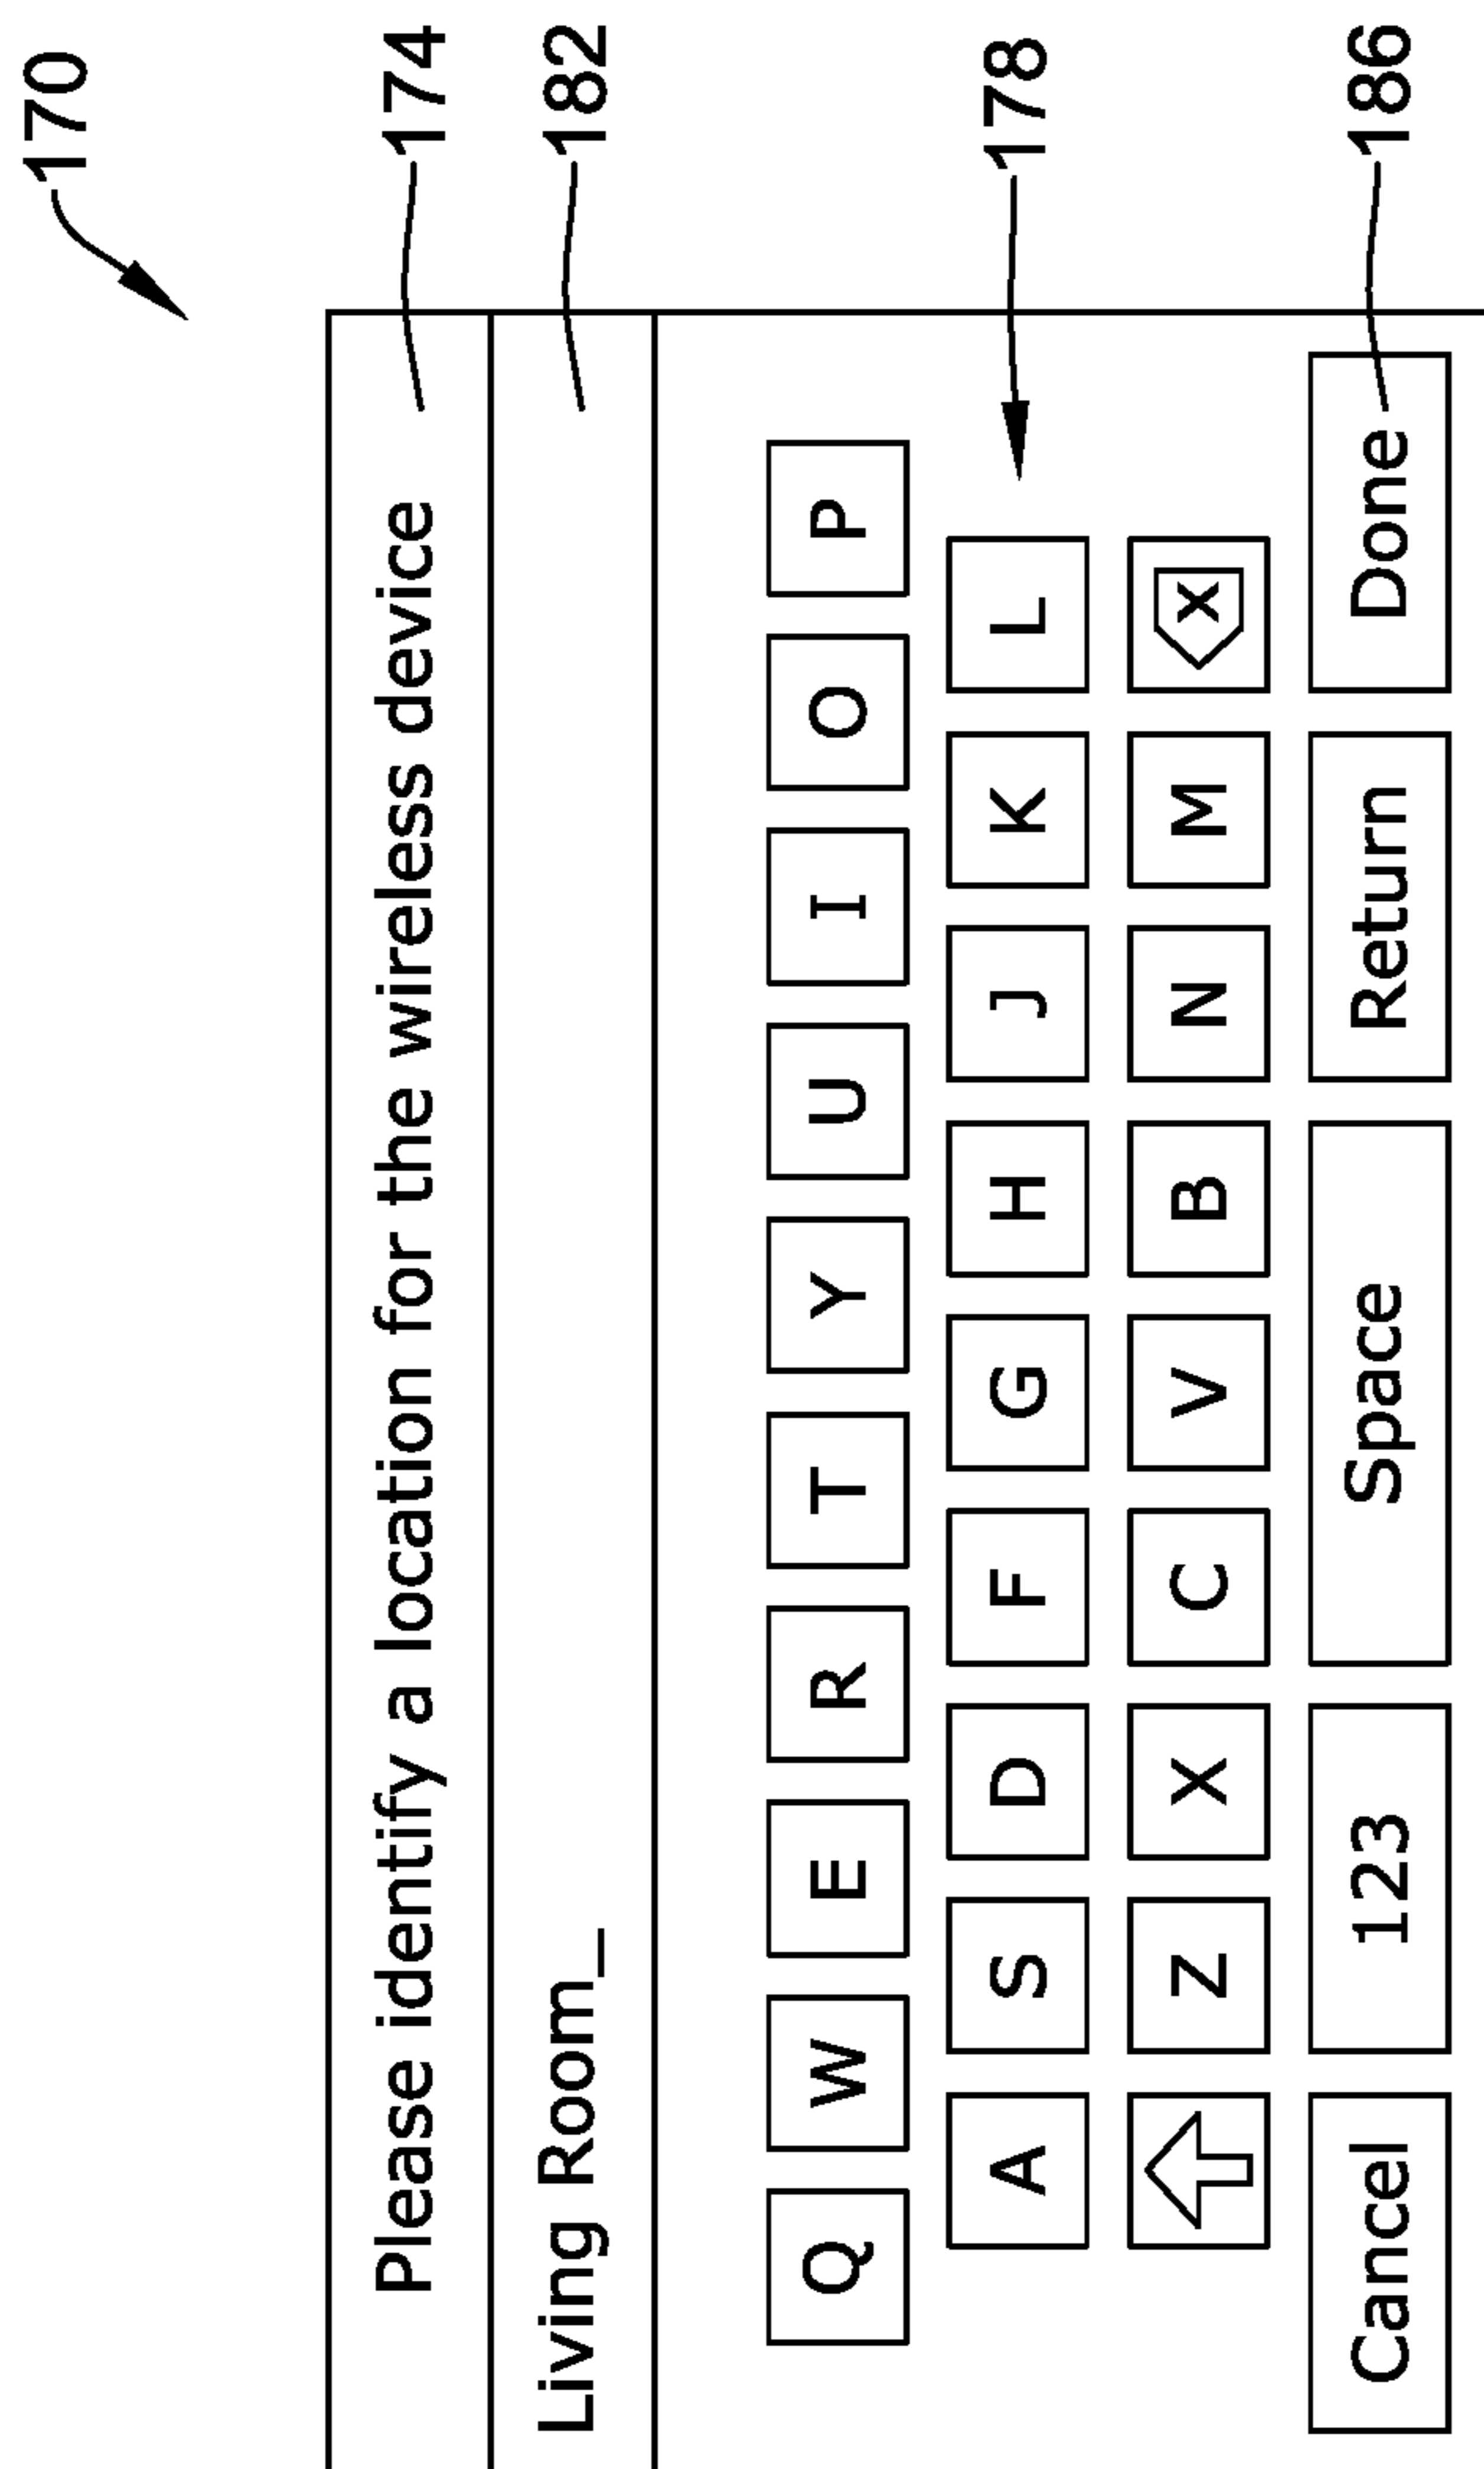 170
Please identify a location for the wireless device 174
Living Room_ 182
Q W E R T Y U I O P
A S D F G H J K L 178
Z X C V B N M X
Cancel 123 Space Return Done 186